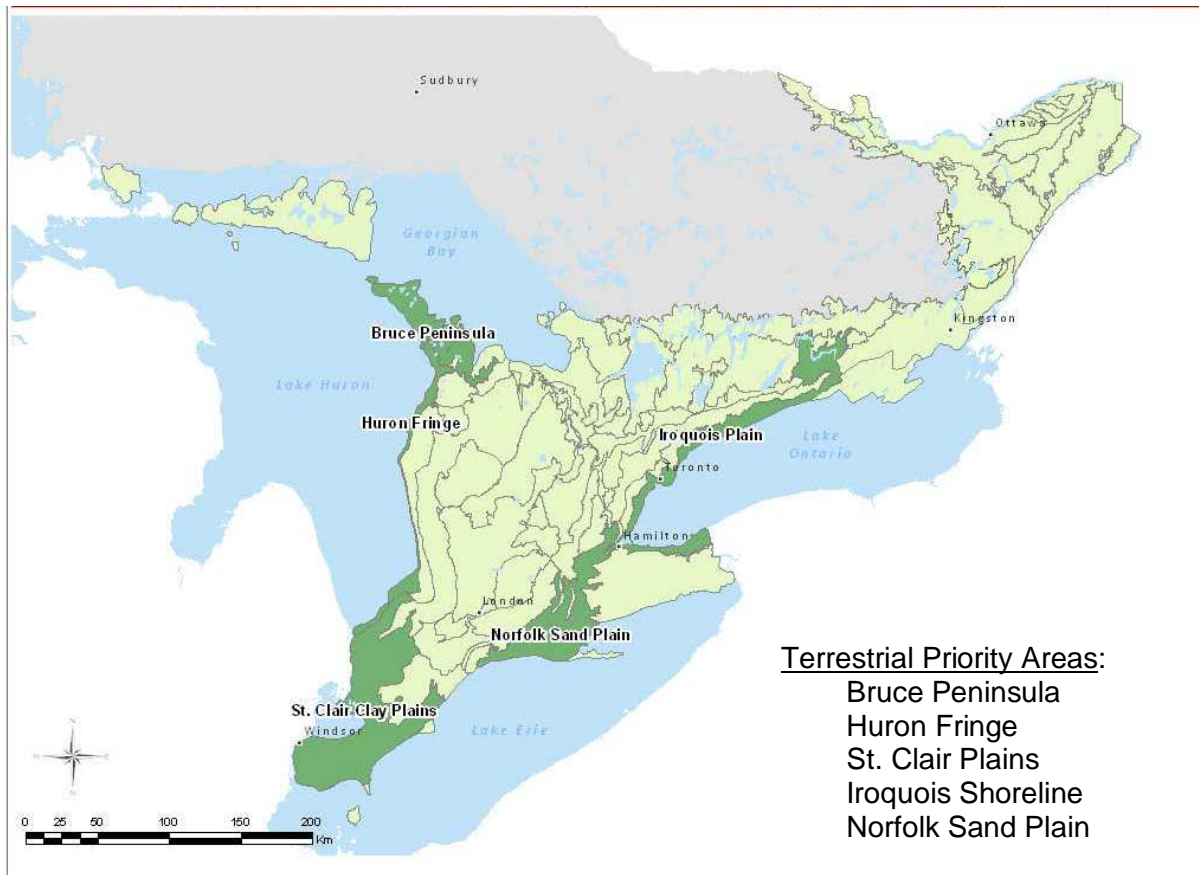 Sudbury
Ottawa
Georgian
Bay
Kingston
Bruce Peninsula
Lake Huron
Huron Fringe
Iroquois Plain
Lake
Ontario
Toronto
Hamilton
London
Norfolk Sand Plain
St. Clair Clay Plains
Windsor
Lake Erie
Terrestrial Priority Areas:
Bruce Peninsula
Huron Fringe
St. Clair Plains
Iroquois Shoreline
Norfolk Sand Plain
0 25 50 100 150 200
Km